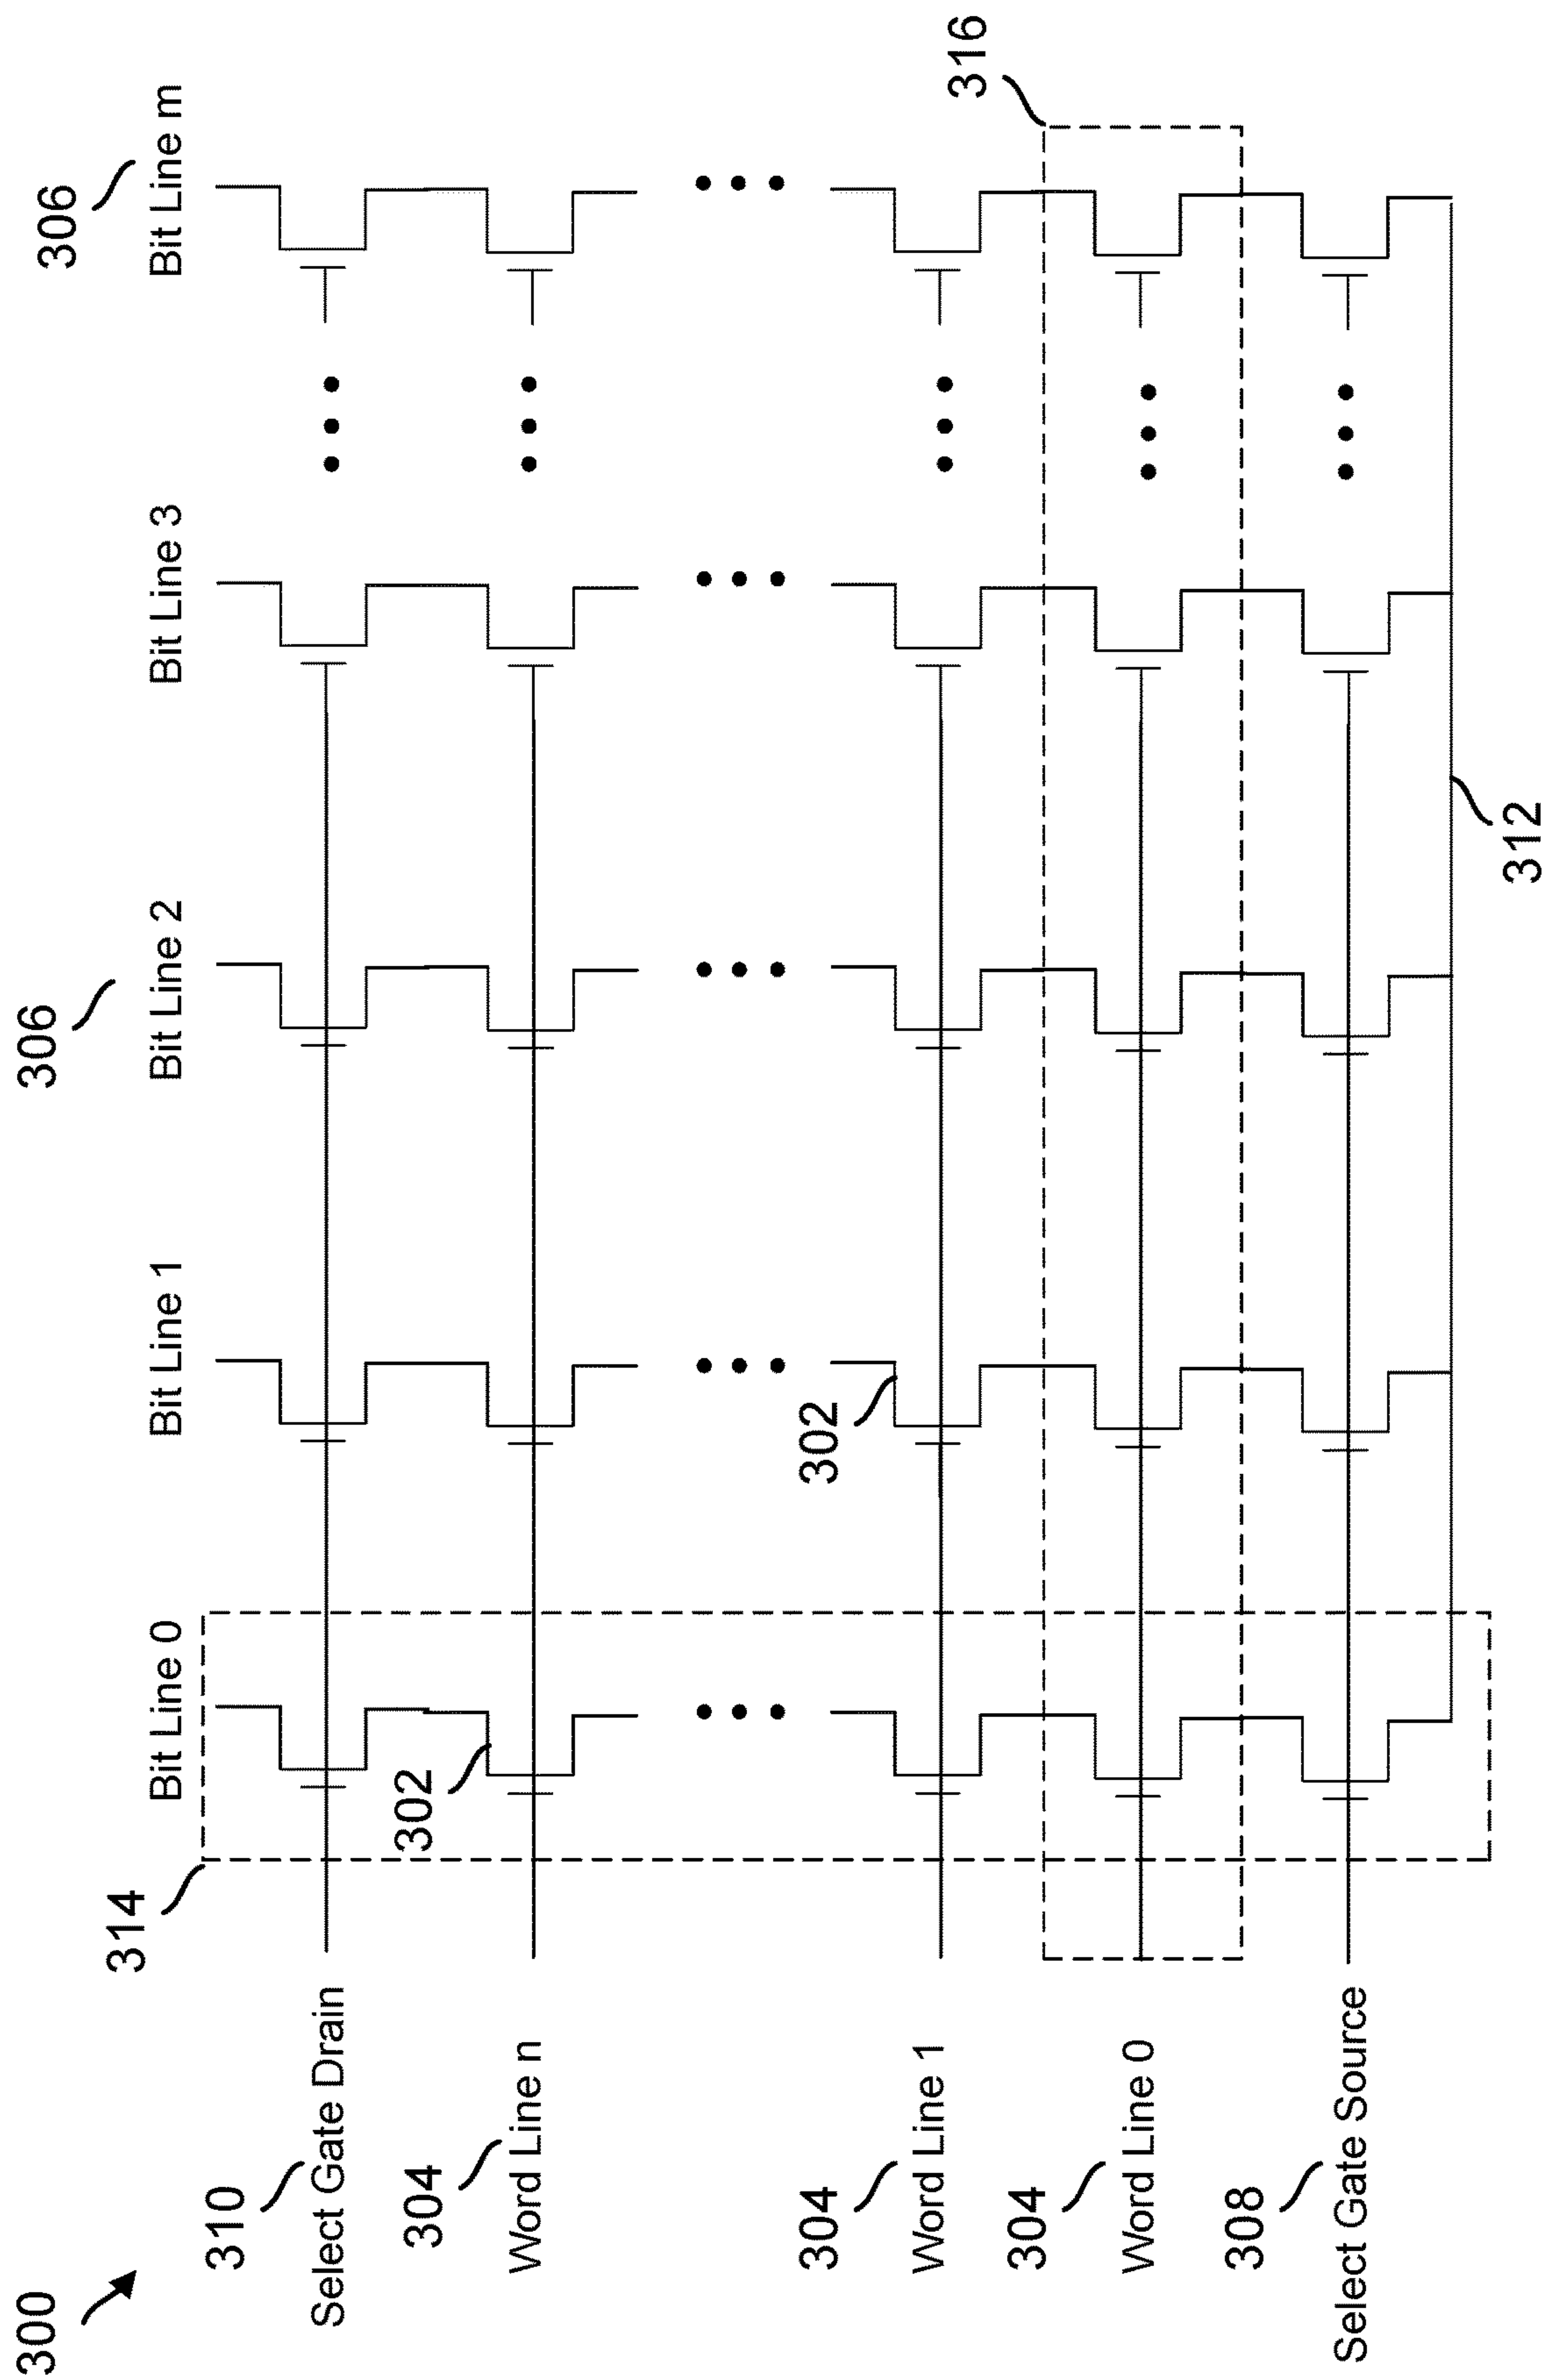 300
314
306
306
Bit Line 0
Bit Line 1
Bit Line 2
Bit Line 3
Bit Line m
310
Select Gate Drain
302
304
Word Line n
302
304
Word Line 1
316
304
Word Line 0
308
Select Gate Source
312